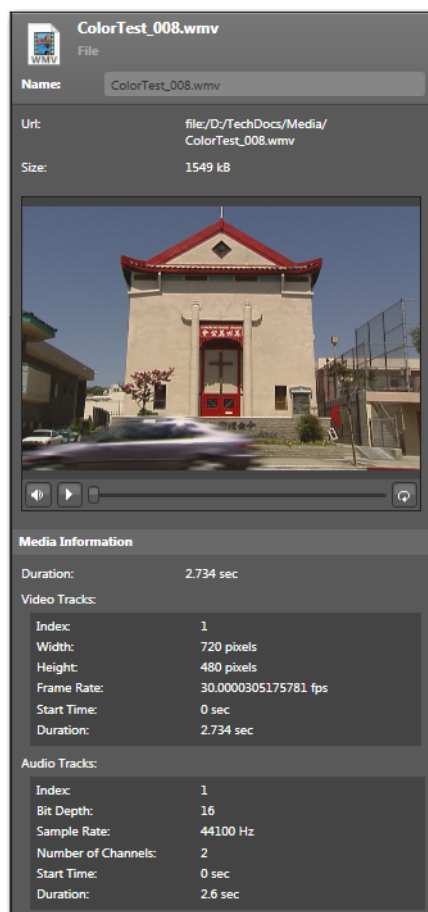 ColorTest_008.wmv
WMV
File
Name: ColorTest_008.wmv
Url: file:/D:/TechDocs/Media/
ColorTest_008.wmv
Size: 1549 kB
Media Information
Duration: 2.734 sec
Video Tracks:
Index: 1
Width: 720 pixels
Height: 480 pixels
Frame Rate: 30.0000305175781 fps
Start Time: 0 sec
Duration: 2.734 sec
Audio Tracks:
Index: 1
Bit Depth: 16
Sample Rate: 44100 Hz
Number of Channels: 2
Start Time: 0 sec
Duration: 2.6 sec